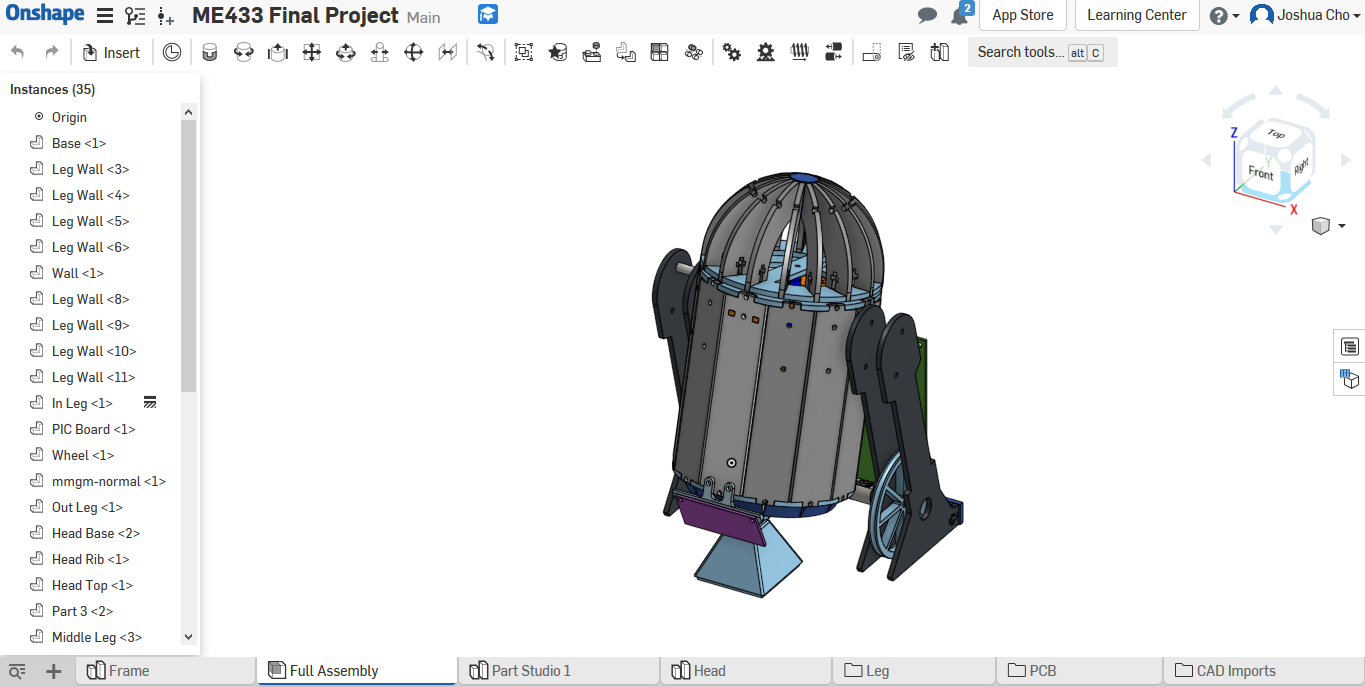 Onshape ME433 Final Project Main 2 App Store Learning Center ? Joshua Cho
Insert Search tools... alt C
Instances (35)
Origin
Base <1>
Leg Wall <3>
Leg Wall <4>
Leg Wall <5>
Leg Wall <6>
Wall <1>
Leg Wall <8>
Leg Wall <9>
Leg Wall <10>
Leg Wall <11>
In Leg <1>
PIC Board <1>
Wheel <1>
mmgm-normal <1>
Out Leg <1>
Head Base <2>
Head Rib <1>
Head Top <1>
Part 3 <2>
Middle Leg <3>
Z
Top
Y
Front
Right
X
Frame Full Assembly Part Studio 1 Head Leg PCB CAD Imports